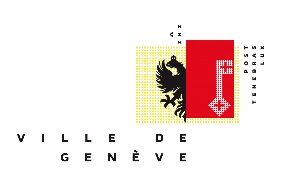 POST
TENEBRAS
LUX
VILLE DE
GENÈVE